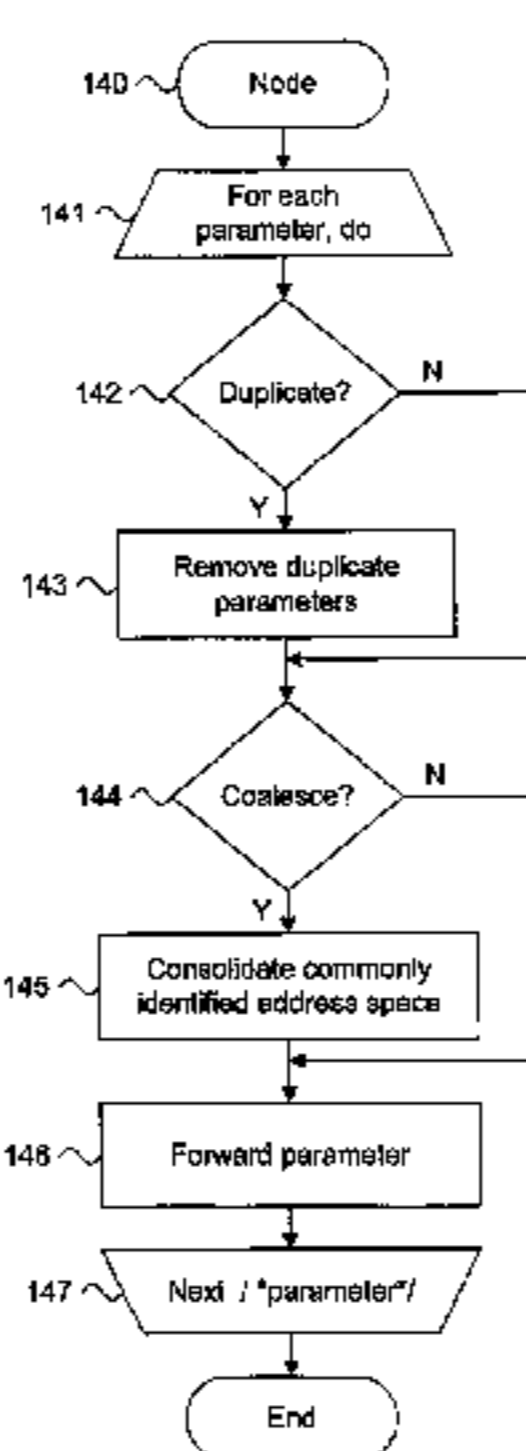 140 Node
141 For each
parameter, do
142 Duplicate? N
Y
143 Remove duplicate
parameters
144 Coalesce? N
Y
145 Consolidate commonly
identified address space
146 Forward parameter
147 Next / *parameter*/
End